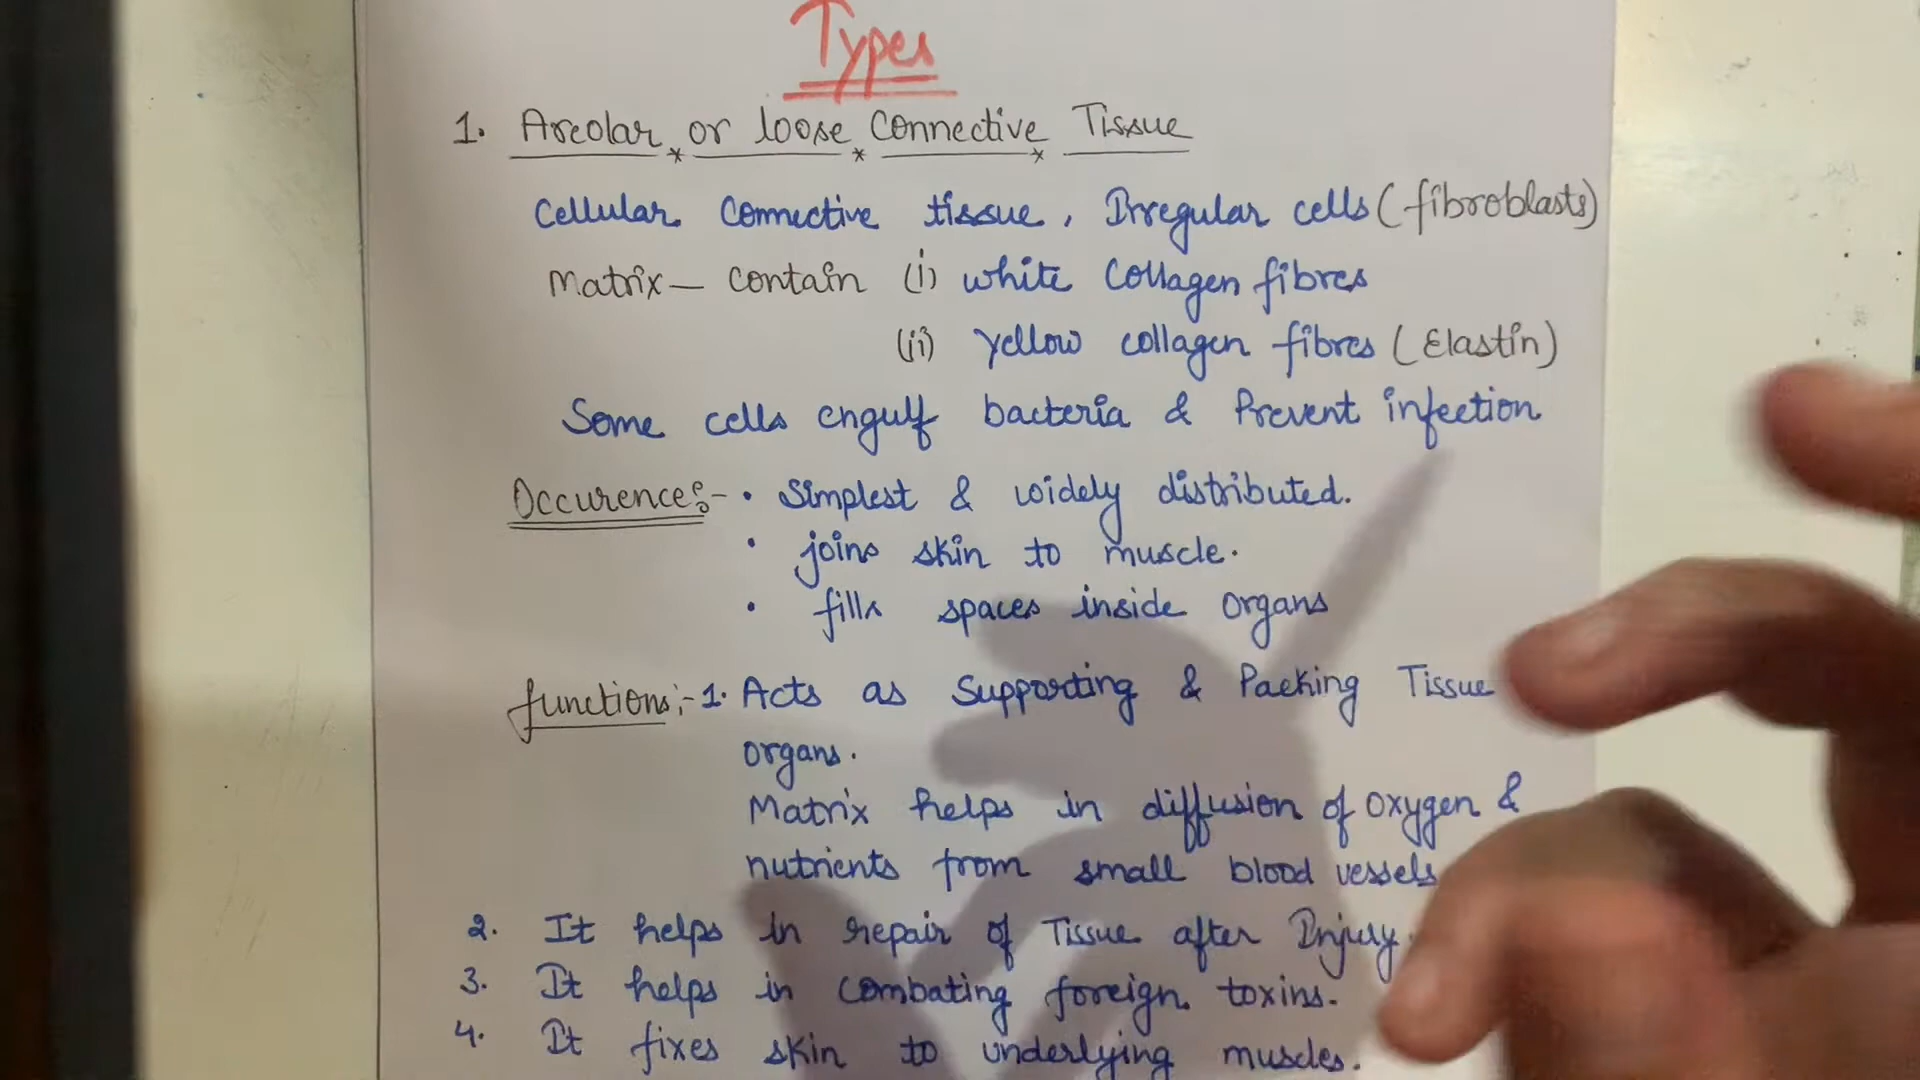 Types
1. Areolar or loose Connective Tissue
Cellular Connective tissue, Irregular cells (fibroblasts)
Matrix - contain (i) white Collagen fibres
(ii) yellow collagen fibres (Elastin)
Some cells engulf bacteria & Prevent infection
Occurence:- • Simplest & widely distributed.
• joins skin to muscle.
• fills spaces inside organs
functions:- 1. Acts as Supporting & Packing Tissue
organs.
Matrix helps in diffusion of oxygen &
nutrients from small blood vessels
2. It helps in repair of Tissue after Injury.
3. It helps in combating foreign toxins.
4. It fixes skin to underlying muscles.